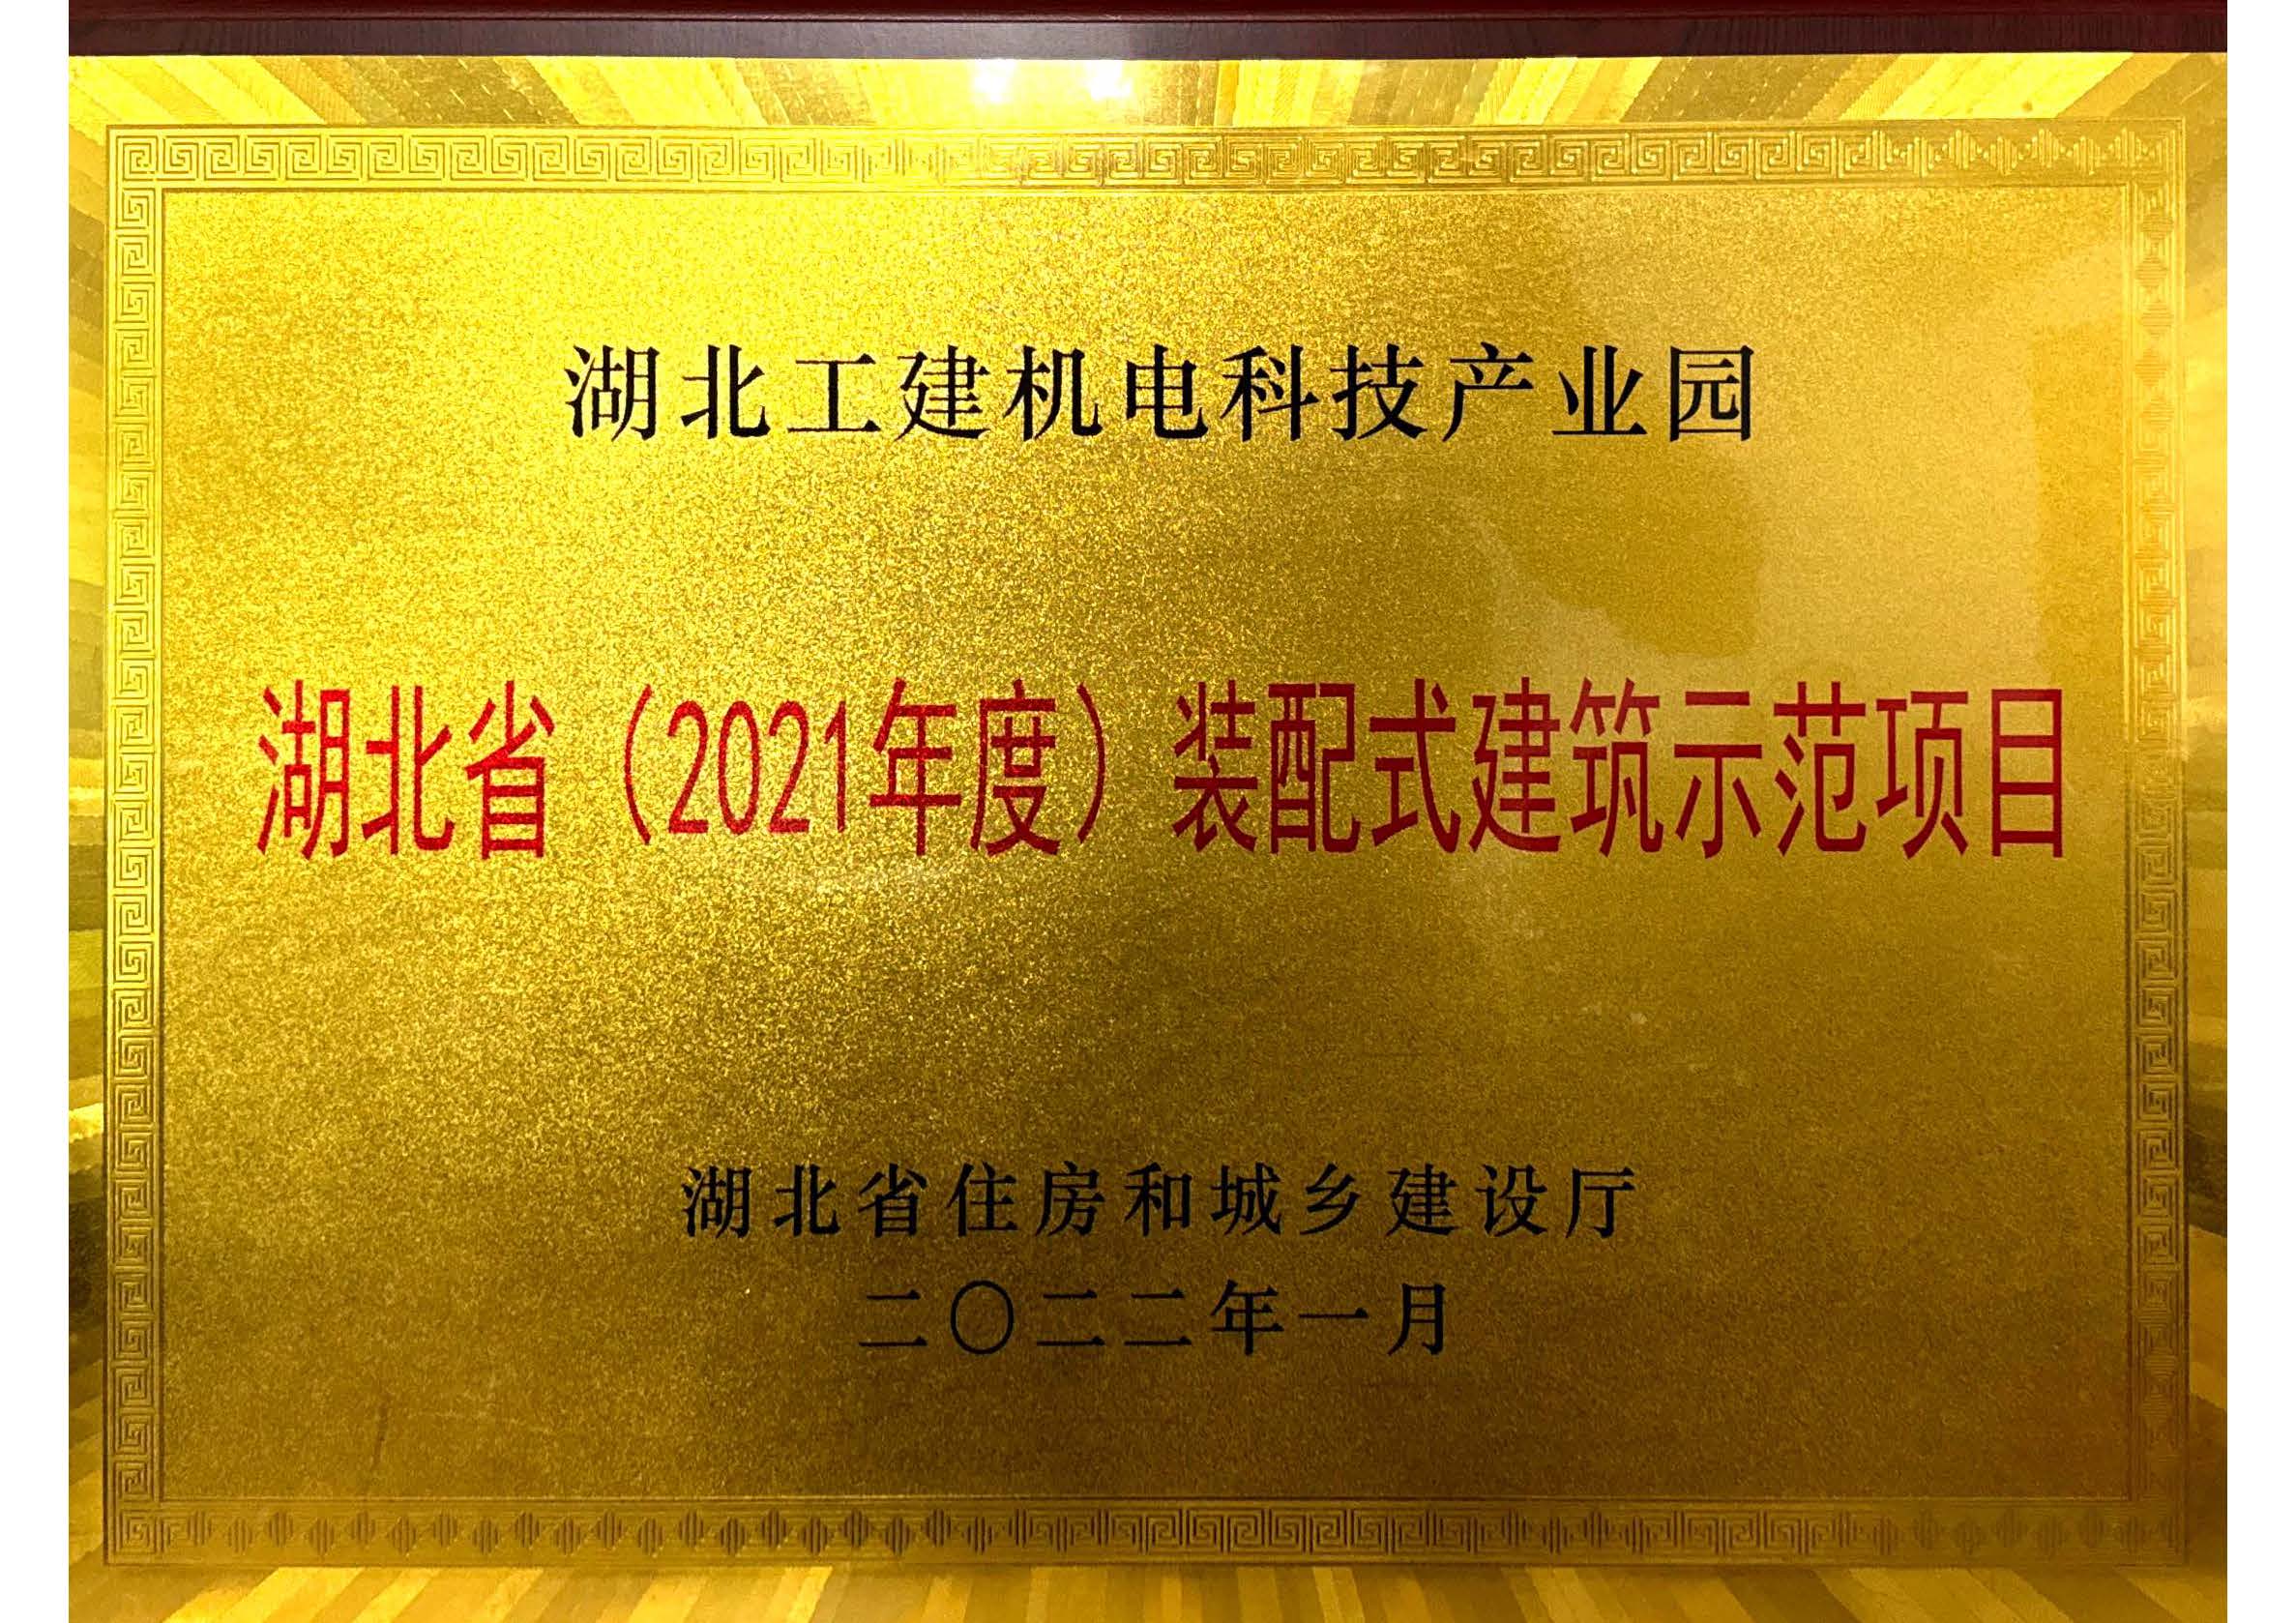 湖北工建机电科技产业园
湖北省（2021年度）装配式建筑示范项目
湖北省住房和城乡建设厅
二〇二二年一月